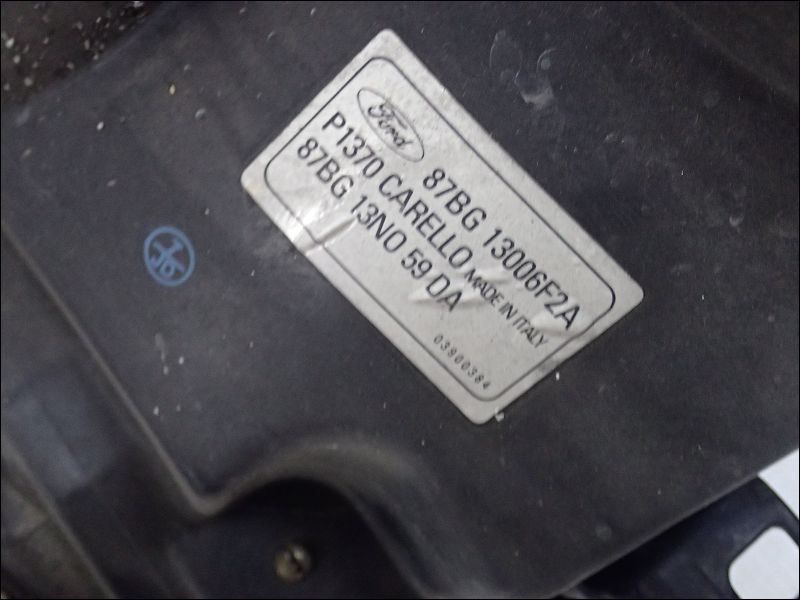 Ford
87BG 13006F2A
P1370 CARELLO MADE IN ITALY
87BG 13N0 59 DA
03900384